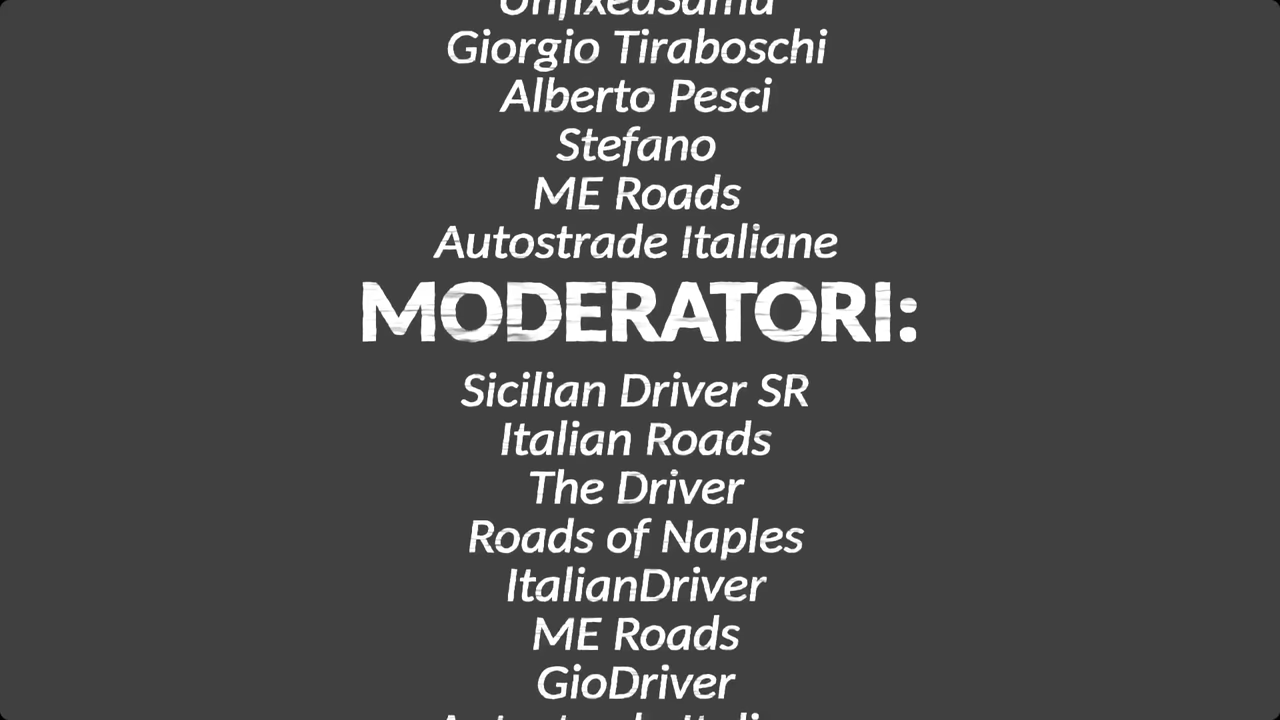 UnfixedSamu
Giorgio Tiraboschi
Alberto Pesci
Stefano
ME Roads
Autostrade Italiane
MODERATORI:
Sicilian Driver SR
Italian Roads
The Driver
Roads of Naples
ItalianDriver
ME Roads
GioDriver